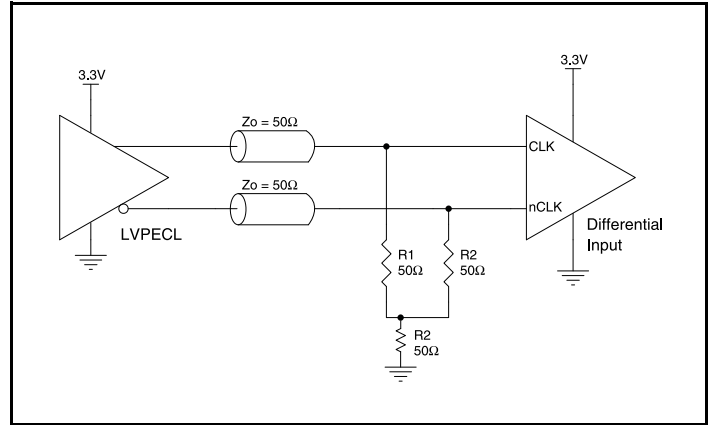 3.3V
3.3V
Zo = 50Ω
CLK
Zo = 50Ω
nCLK
LVPECL
Differential
Input
R1
50Ω
R2
50Ω
R2
50Ω